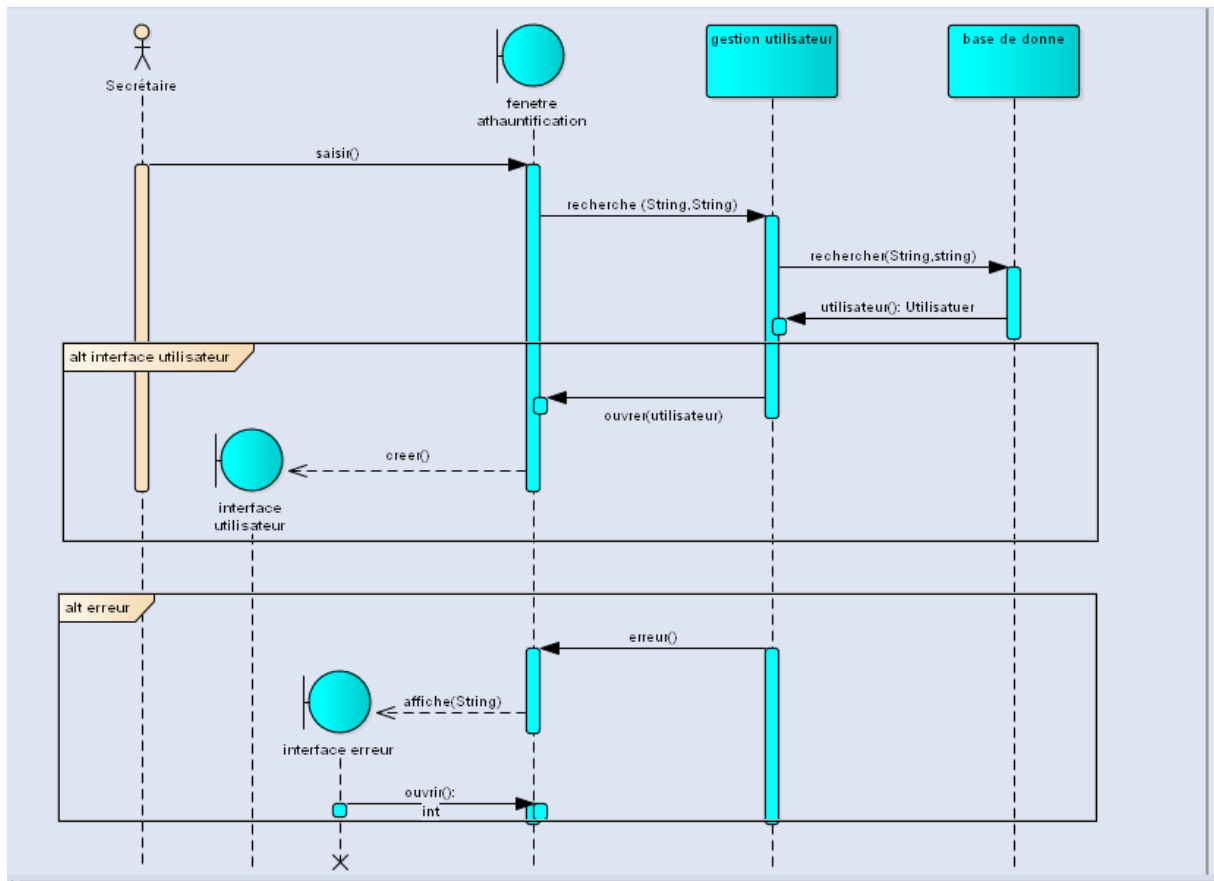 gestion utilisateur
base de donne
Secrétaire
fenetre
athauntification
saisir()
recherche (String,String)
rechercher(String,string)
utilisateur(): Utilisatuer
alt interface utilisateur
ouvrer(utilisateur)
creer()
interface
utilisateur
alt erreur
erreur()
affiche(String)
interface erreur
ouvrir():
int